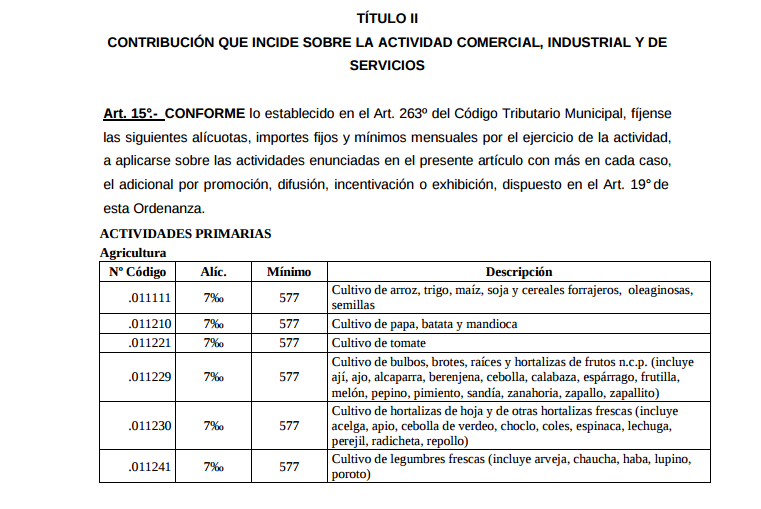 TÍTULO II
CONTRIBUCIÓN QUE INCIDE SOBRE LA ACTIVIDAD COMERCIAL, INDUSTRIAL Y DE
SERVICIOS
Art. 15°.- CONFORME lo establecido en el Art. 263º del Código Tributario Municipal, fíjense
las siguientes alícuotas, importes fijos y mínimos mensuales por el ejercicio de la actividad,
a aplicarse sobre las actividades enunciadas en el presente artículo con más en cada caso,
el adicional por promoción, difusión, incentivación o exhibición, dispuesto en el Art. 19° de
esta Ordenanza.
ACTIVIDADES PRIMARIAS
Agricultura
Nº Código Alíc. Mínimo Descripción
.011111 7‰ 577 Cultivo de arroz, trigo, maíz, soja y cereales forrajeros, oleaginosas,
semillas
.011210 7‰ 577 Cultivo de papa, batata y mandioca
.011221 7‰ 577 Cultivo de tomate
.011229 7‰ 577 Cultivo de bulbos, brotes, raíces y hortalizas de frutos n.c.p. (incluye
ají, ajo, alcaparra, berenjena, cebolla, calabaza, espárrago, frutilla,
melón, pepino, pimiento, sandía, zanahoria, zapallo, zapallito)
.011230 7‰ 577 Cultivo de hortalizas de hoja y de otras hortalizas frescas (incluye
acelga, apio, cebolla de verdeo, choclo, coles, espinaca, lechuga,
perejil, radicheta, repollo)
.011241 7‰ 577 Cultivo de legumbres frescas (incluye arveja, chaucha, haba, lupino,
poroto)